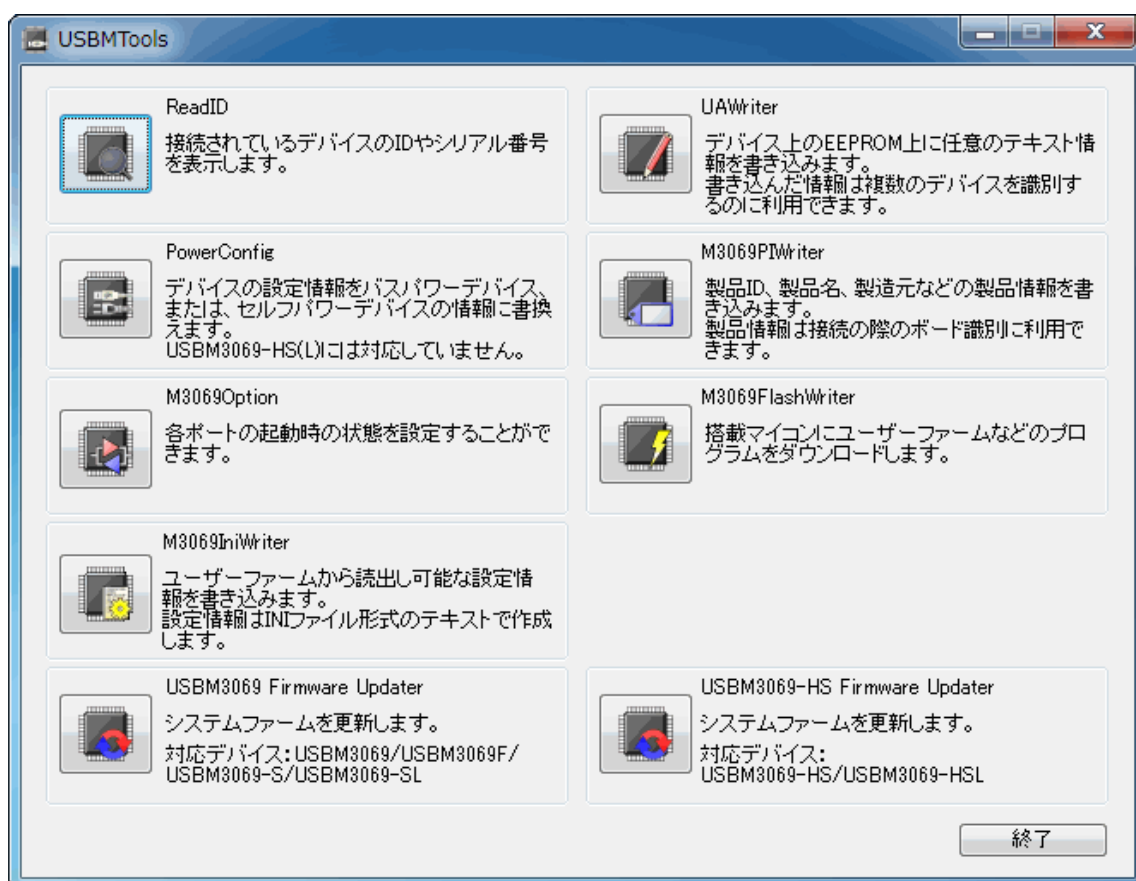 USBMTools
ReadID
接続されているデバイスのIDやシリアル番号
を表示します。
UAWriter
デバイス上のEEPROM上に任意のテキスト情
報を書き込みます。
書き込んだ情報は複数のデバイスを識別す
るのに利用できます。
PowerConfig
デバイスの設定情報をバスパワーデバイス、
または、セルフパワーデバイスの情報に書換
えます。
USBM3069-HS(L)には対応していません。
M3069PIWriter
製品ID、製品名、製造元などの製品情報を書
き込みます。
製品情報は接続の際のボード識別に利用で
きます。
M3069Option
各ポートの起動時の状態を設定することがで
きます。
M3069FlashWriter
搭載マイコンにユーザーファームなどのプロ
グラムをダウンロードします。
M3069IniWriter
ユーザーファームから読出し可能な設定情
報を書き込みます。
設定情報はINIファイル形式のテキストで作成
します。
USBM3069 Firmware Updater
システムファームを更新します。
対応デバイス:USBM3069/USBM3069F/
USBM3069-S/USBM3069-SL
USBM3069-HS Firmware Updater
システムファームを更新します。
対応デバイス:
USBM3069-HS/USBM3069-HSL
終了